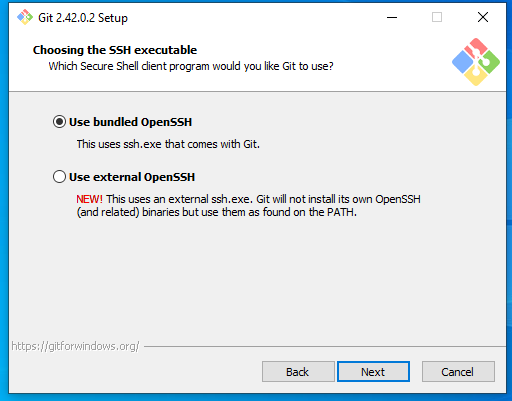 Git 2.42.0.2 Setup
Choosing the SSH executable
Which Secure Shell client program would you like Git to use?
Use bundled OpenSSH
This uses ssh.exe that comes with Git.
Use external OpenSSH
NEW! This uses an external ssh.exe. Git will not install its own OpenSSH
(and related) binaries but use them as found on the PATH.
https://gitforwindows.org/
Back Next Cancel